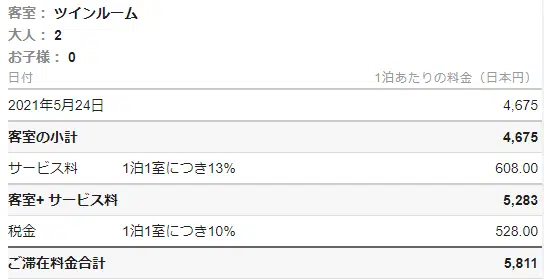 客室： ツインルーム
大人： 2
お子様： 0
日付 1泊あたりの料金（日本円）
2021年5月24日 4,675
客室の小計 4,675
サービス料 1泊1室につき13% 608.00
客室+ サービス料 5,283
税金 1泊1室につき10% 528.00
ご滞在料金合計 5,811